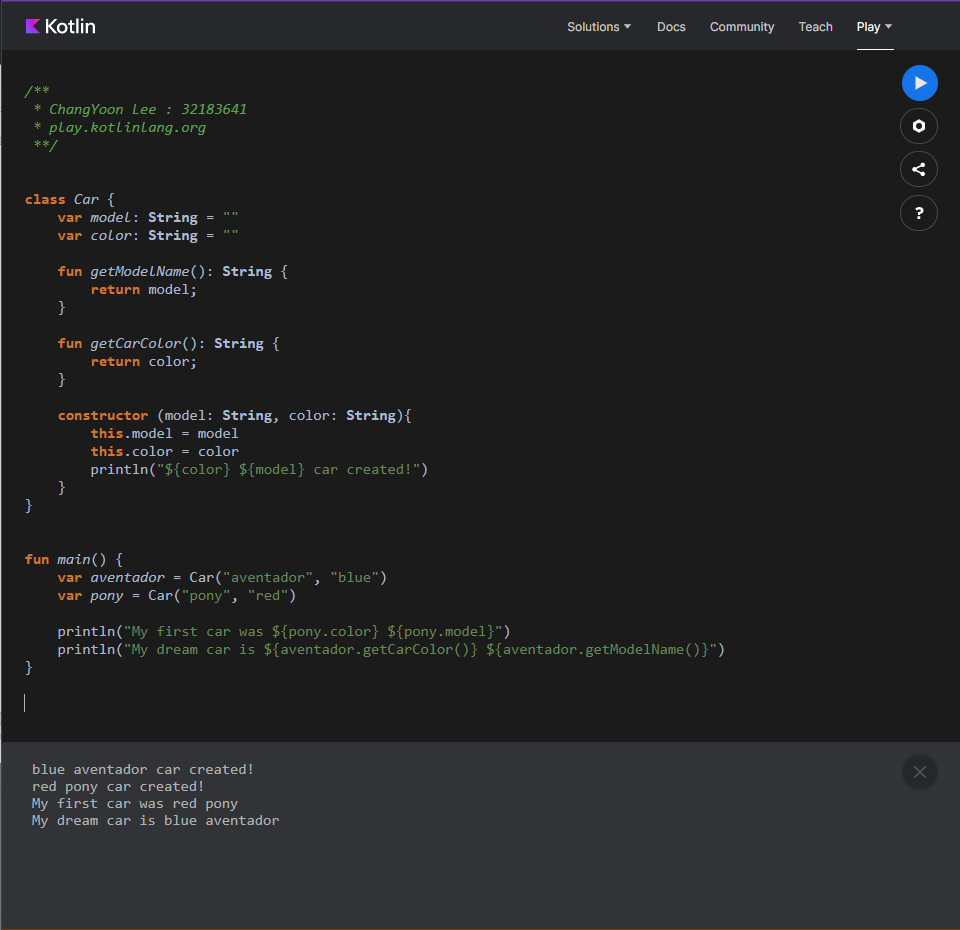 Kotlin
Solutions Docs Community Teach Play
/**
 * ChangYoon Lee : 32183641
 * play.kotlinlang.org
 **/
class Car {
    var model: String = ""
    var color: String = ""
    fun getModelName(): String {
        return model;
    }
    fun getCarColor(): String {
        return color;
    }
    constructor (model: String, color: String){
        this.model = model
        this.color = color
        println("${color} ${model} car created!")
    }
}
fun main() {
    var aventador = Car("aventador", "blue")
    var pony = Car("pony", "red")
    println("My first car was ${pony.color} ${pony.model}")
    println("My dream car is ${aventador.getCarColor()} ${aventador.getModelName()}")
}
?
blue aventador car created!
red pony car created!
My first car was red pony
My dream car is blue aventador